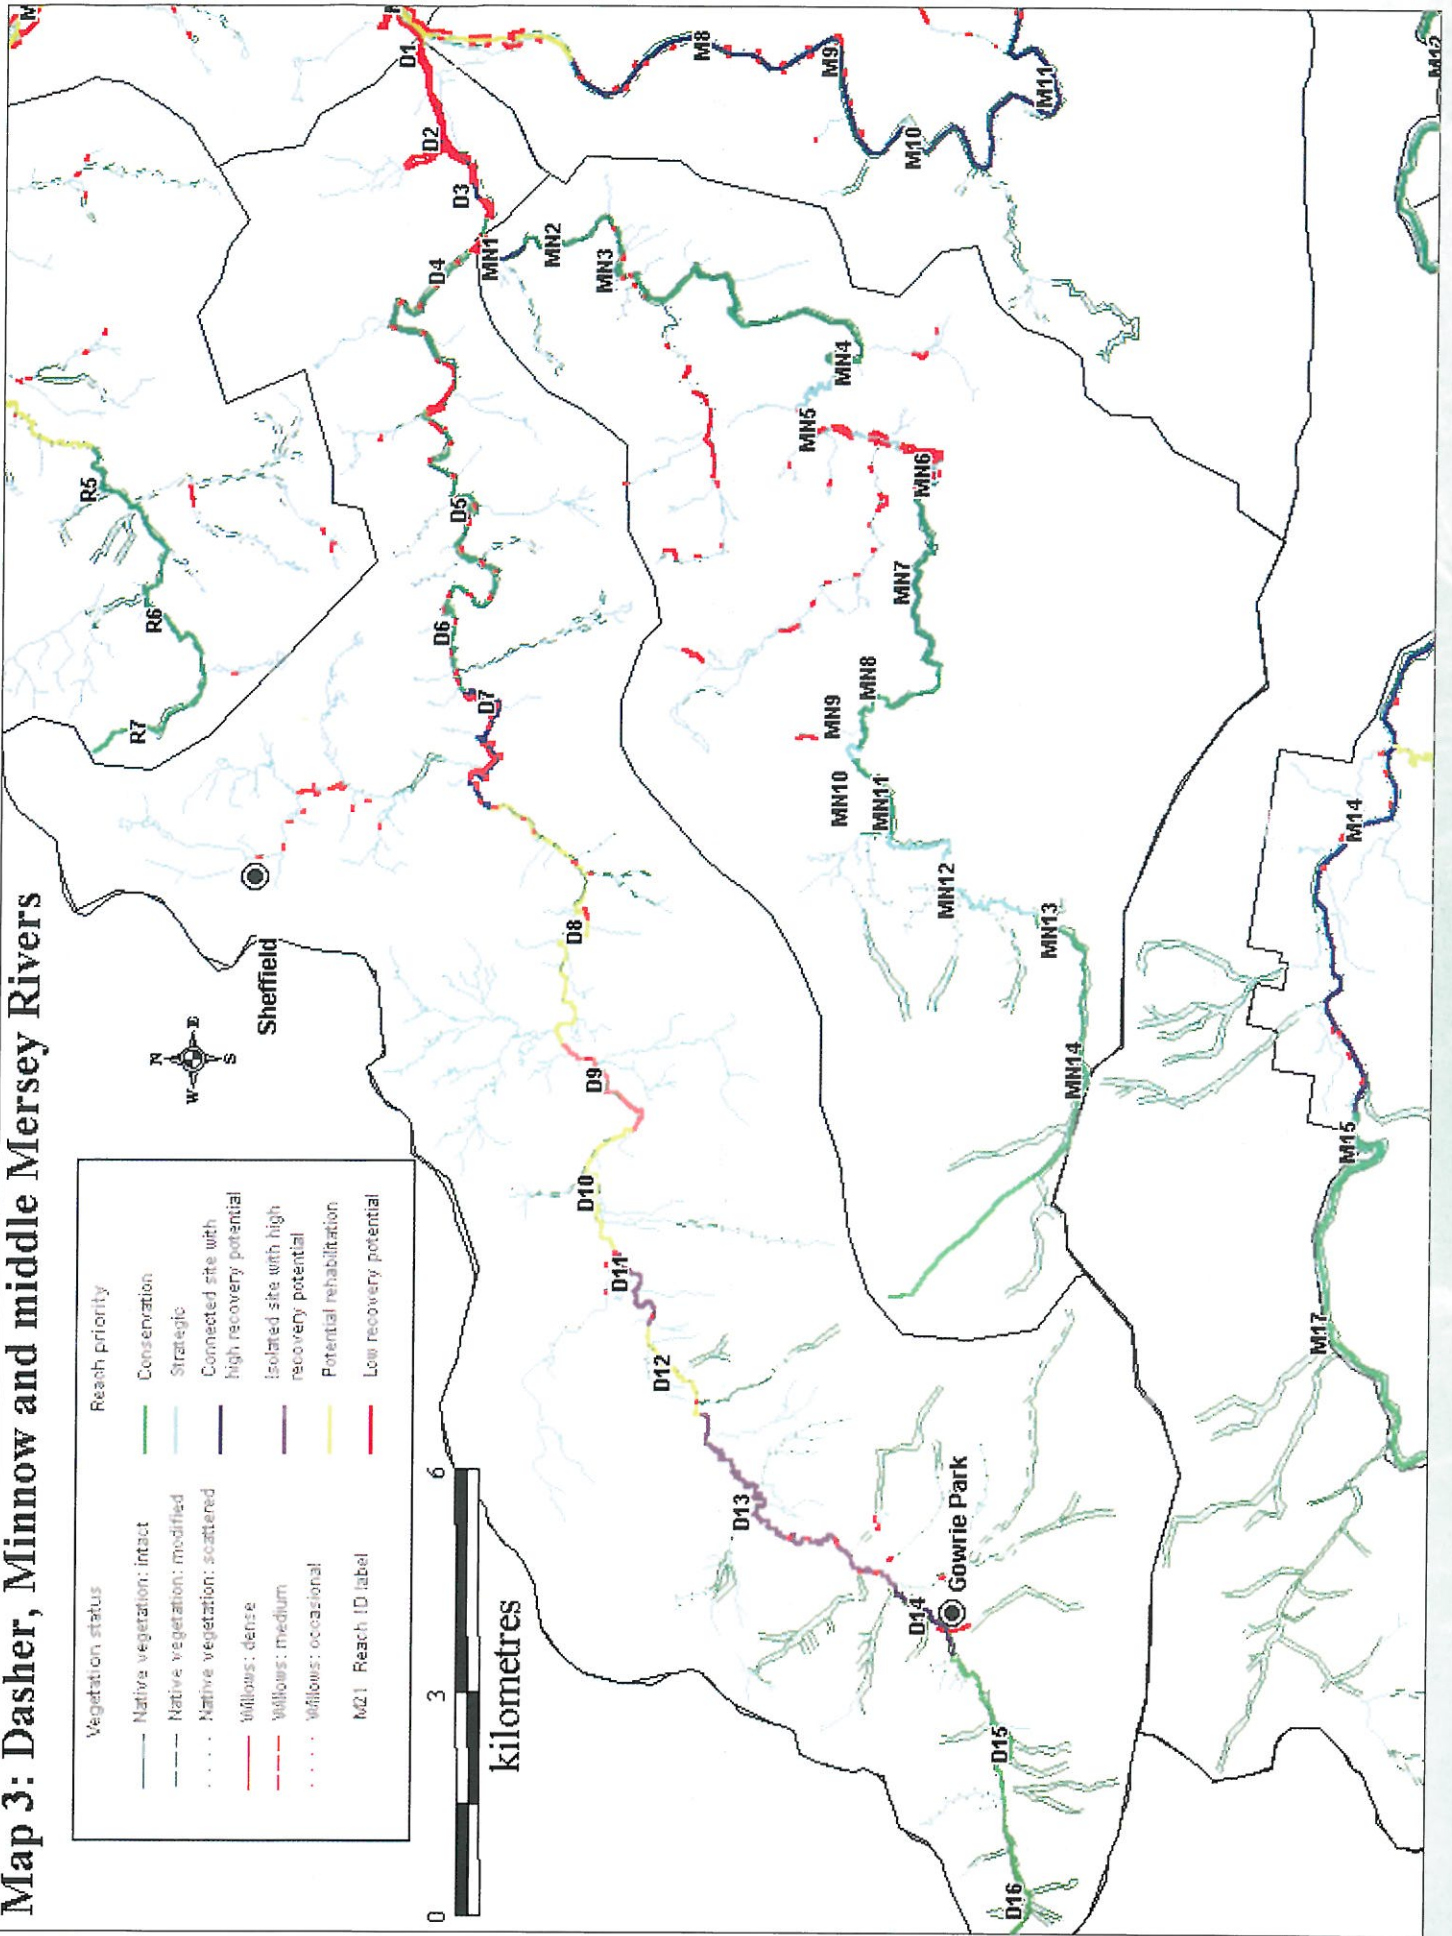 Map 3: Dasher, Minnow and middle Mersey Rivers
Vegetation status
Native vegetation: intact
Native vegetation: modified
Native vegetation: scattered
Willows: dense
Willows: medium
Willows: occasional
M21 Reach ID label
Reach priority
Conservation
Strategic
Connected site with
high recovery potential
Isolated site with high
recovery potential
Potential rehabilitation
Low recovery potential
0 3 6
kilometres
N
W E
S
Sheffield
Gowrie Park
R5
R6
R7
D1
D2
D3
D4
D5
D6
D7
D8
D9
D10
D11
D12
D13
D14
D15
D16
MN1
MN2
MN3
MN4
MN5
MN6
MN7
MN8
MN9
MN10
MN11
MN12
MN13
MN14
M8
M9
M10
M11
M12
M14
M15
M17